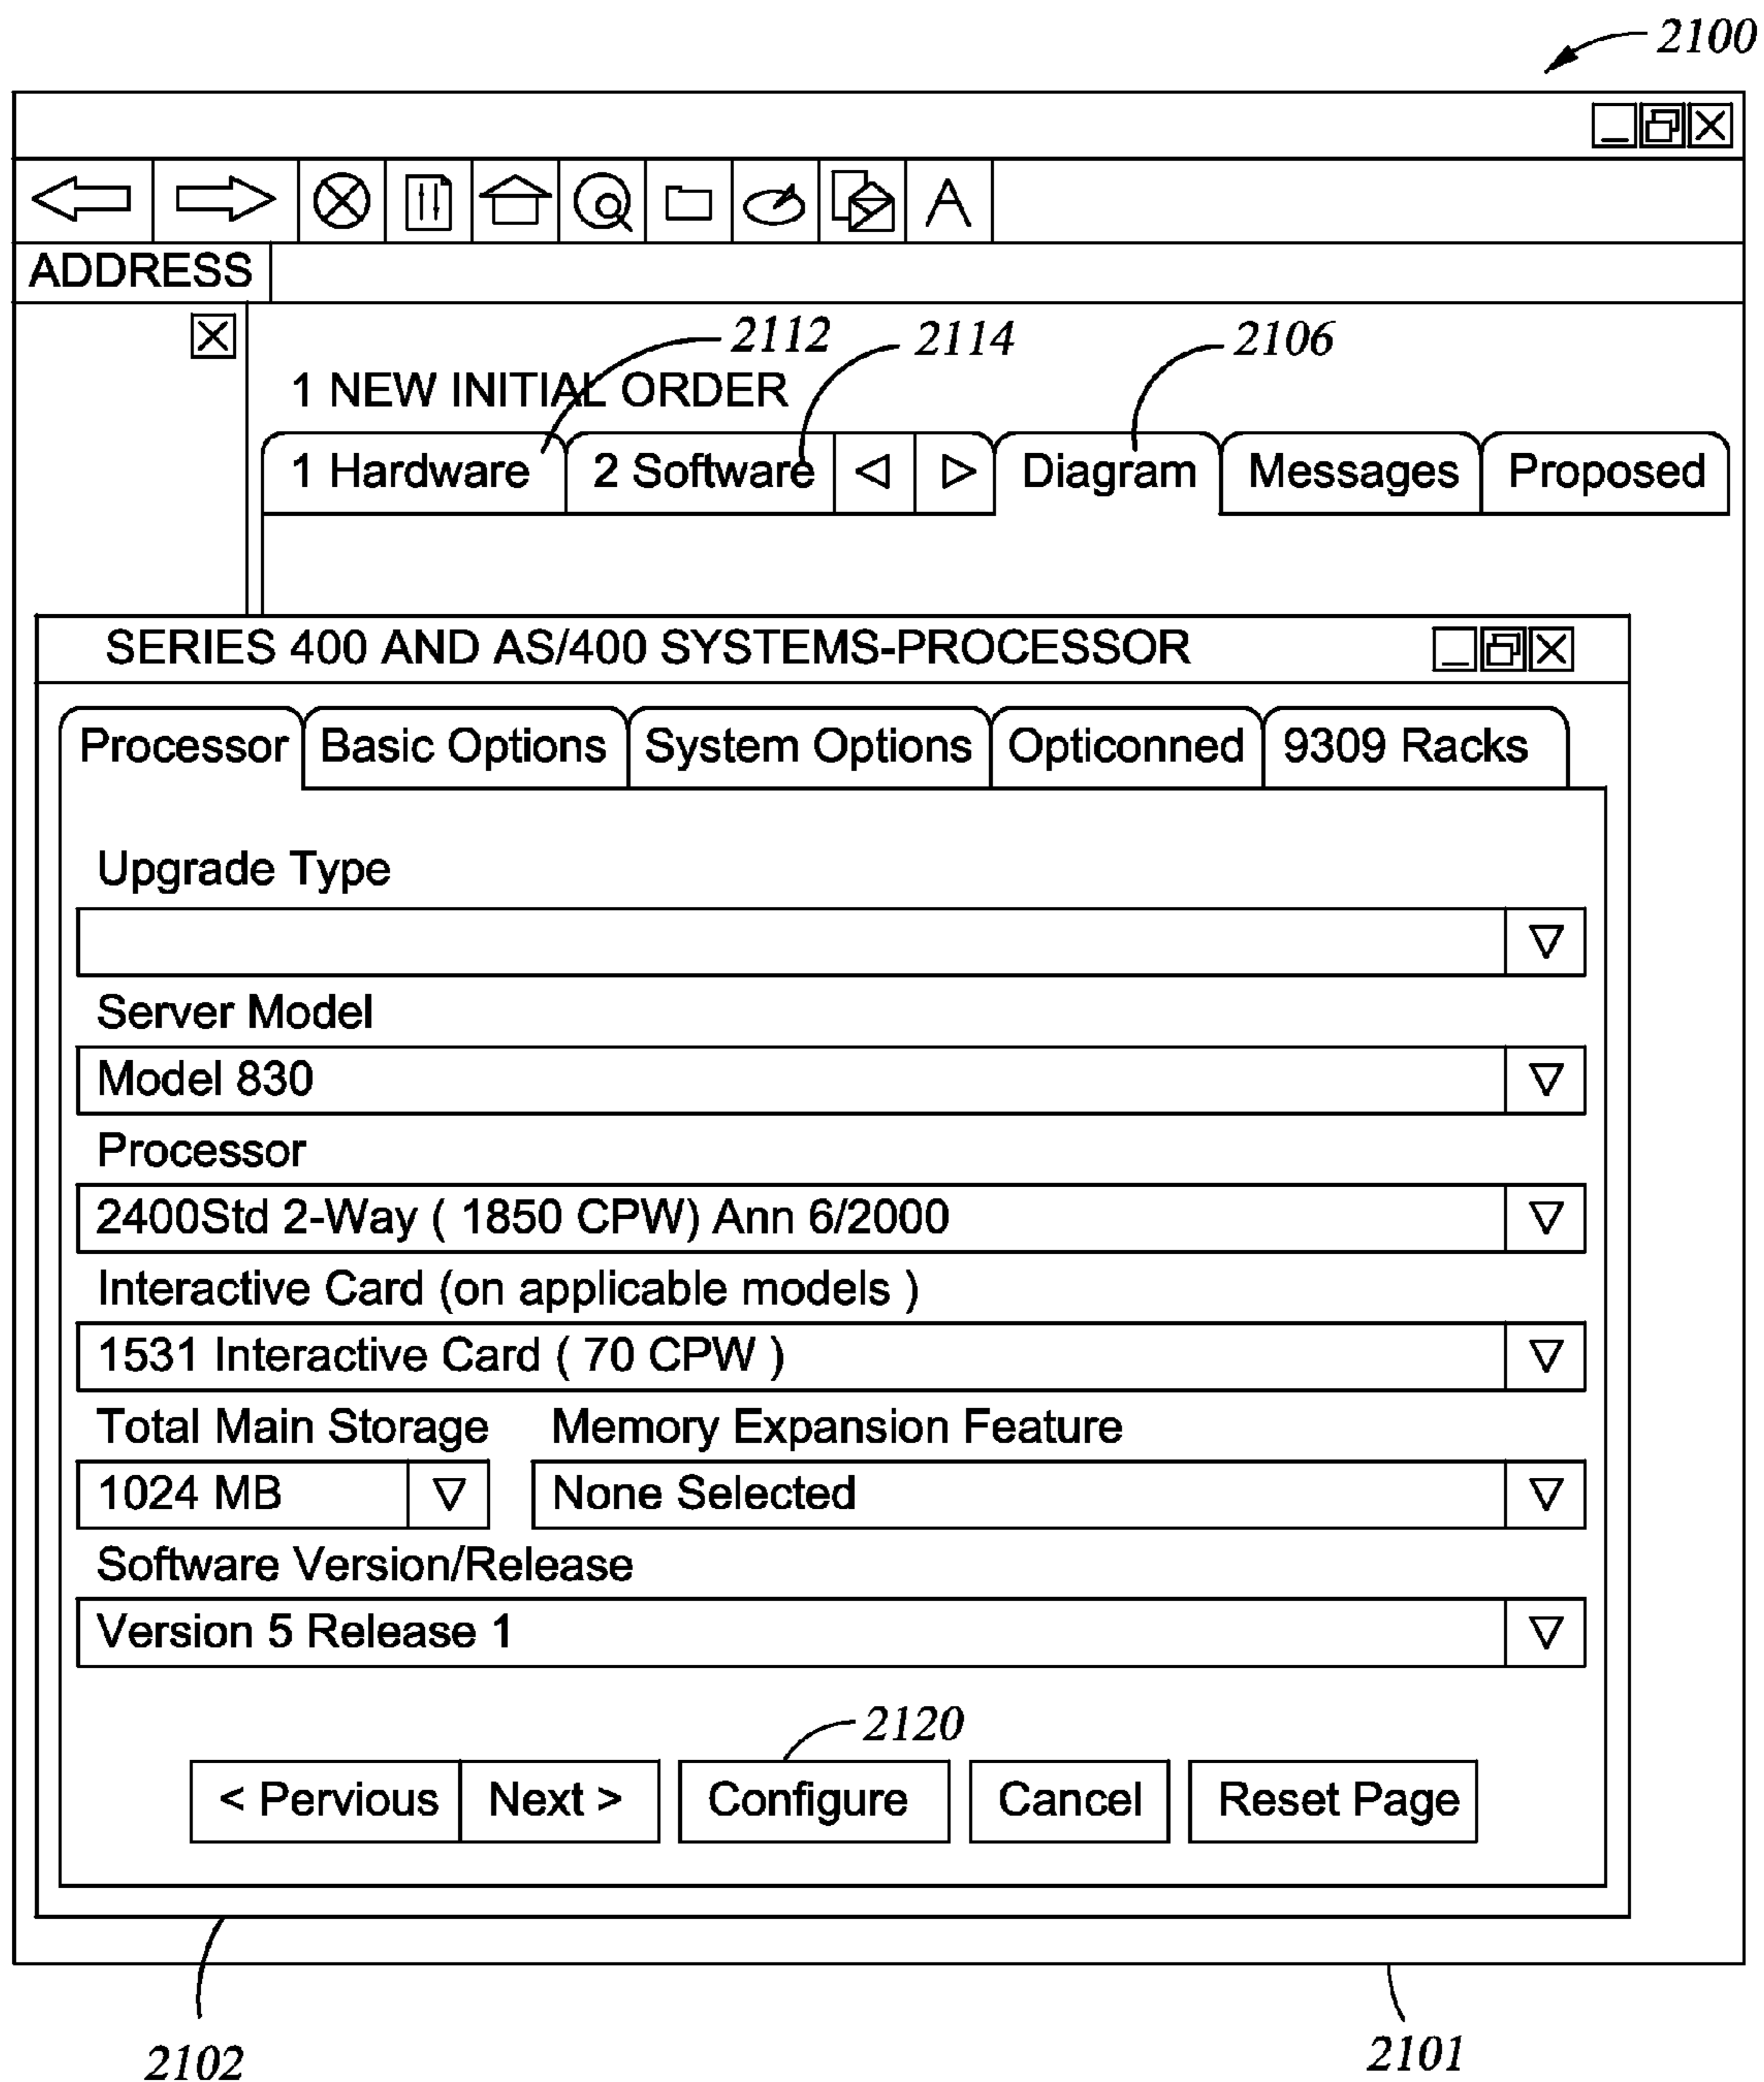 2100
ADDRESS
2112 2114 2106
1 NEW INITIAL ORDER
1 Hardware 2 Software Diagram Messages Proposed
SERIES 400 AND AS/400 SYSTEMS-PROCESSOR
Processor Basic Options System Options Opticonned 9309 Racks
Upgrade Type
Server Model
Model 830
Processor
2400Std 2-Way ( 1850 CPW) Ann 6/2000
Interactive Card (on applicable models )
1531 Interactive Card ( 70 CPW )
Total Main Storage Memory Expansion Feature
1024 MB None Selected
Software Version/Release
Version 5 Release 1
2120
< Pervious Next > Configure Cancel Reset Page
2102 2101